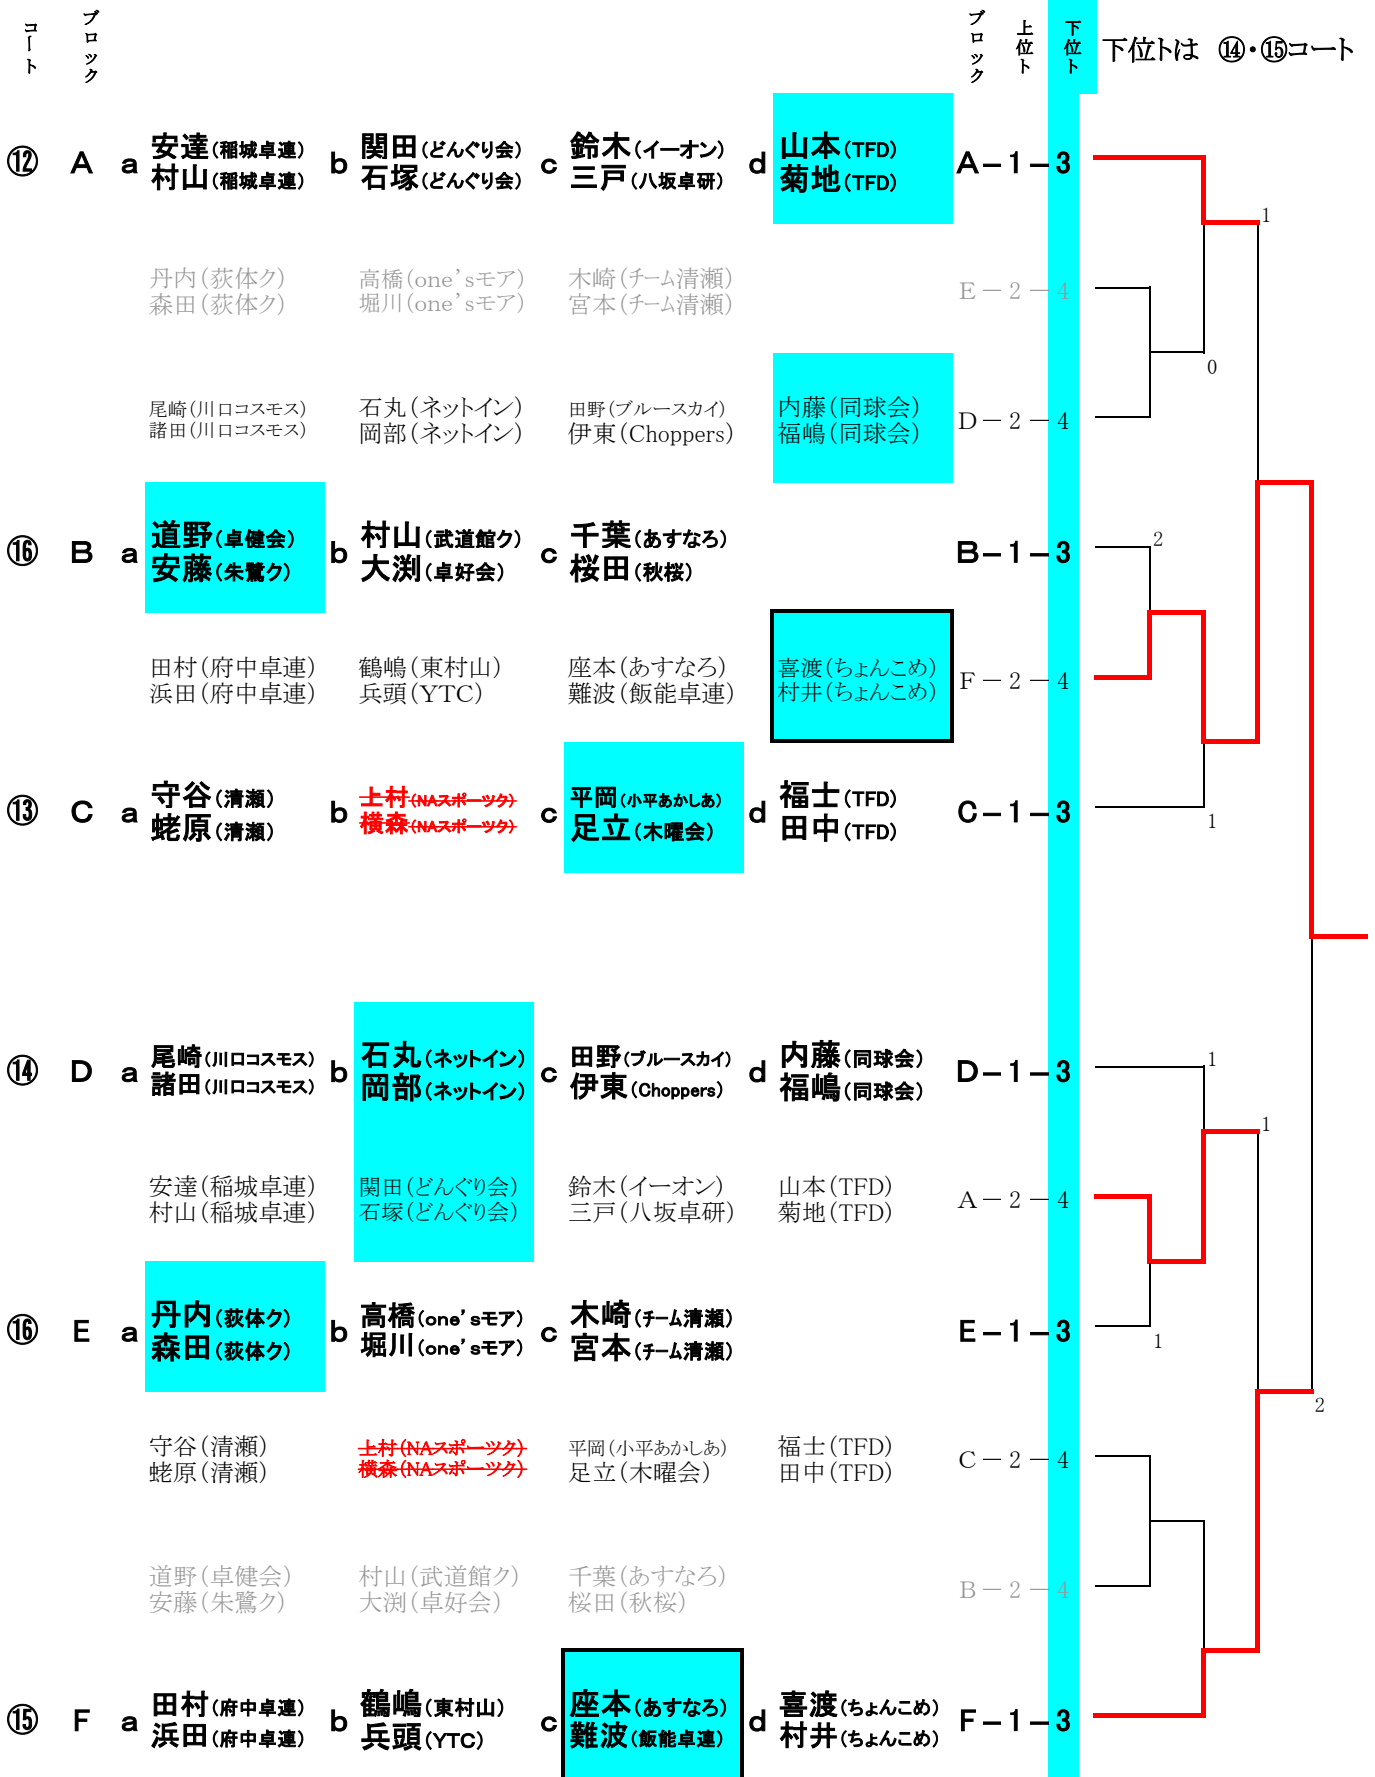 コート ブロック ブロック 上位ト 下位ト 下位トは ⑭・⑮コート
⑫ A a 安達(稲城卓連) b 関田(どんぐり会) c 鈴木(イーオン) d 山本(TFD) A－1－3
村山(稲城卓連) 石塚(どんぐり会) 三戸(八坂卓研) 菊地(TFD)
1
丹内(荻体ク) 高橋(one’sモア) 木崎(チーム清瀬) E－2－4
森田(荻体ク) 堀川(one’sモア) 宮本(チーム清瀬)
0
尾崎(川口コスモス) 石丸(ネットイン) 田野(ブルースカイ) 内藤(同球会) D－2－4
諸田(川口コスモス) 岡部(ネットイン) 伊東(Choppers) 福嶋(同球会)
⑯ B a 道野(卓健会) b 村山(武道館ク) c 千葉(あすなろ) B－1－3 2
安藤(朱鷺ク) 大渕(卓好会) 桜田(秋桜)
田村(府中卓連) 鶴嶋(東村山) 座本(あすなろ) 喜渡(ちょんこめ) F－2－4
浜田(府中卓連) 兵頭(YTC) 難波(飯能卓連) 村井(ちょんこめ)
⑬ C a 守谷(清瀬) b 上村(NAスポーツク) c 平岡(小平あかしあ) d 福士(TFD) C－1－3 1
蛯原(清瀬) 横森(NAスポーツク) 足立(木曜会) 田中(TFD)
⑭ D a 尾崎(川口コスモス) b 石丸(ネットイン) c 田野(ブルースカイ) d 内藤(同球会) D－1－3 1
諸田(川口コスモス) 岡部(ネットイン) 伊東(Choppers) 福嶋(同球会)
1
安達(稲城卓連) 関田(どんぐり会) 鈴木(イーオン) 山本(TFD) A－2－4
村山(稲城卓連) 石塚(どんぐり会) 三戸(八坂卓研) 菊地(TFD)
⑯ E a 丹内(荻体ク) b 高橋(one’sモア) c 木崎(チーム清瀬) E－1－3 1
森田(荻体ク) 堀川(one’sモア) 宮本(チーム清瀬)
2
守谷(清瀬) 上村(NAスポーツク) 平岡(小平あかしあ) 福士(TFD) C－2－4
蛯原(清瀬) 横森(NAスポーツク) 足立(木曜会) 田中(TFD)
道野(卓健会) 村山(武道館ク) 千葉(あすなろ) B－2－4
安藤(朱鷺ク) 大渕(卓好会) 桜田(秋桜)
⑮ F a 田村(府中卓連) b 鶴嶋(東村山) c 座本(あすなろ) d 喜渡(ちょんこめ) F－1－3
浜田(府中卓連) 兵頭(YTC) 難波(飯能卓連) 村井(ちょんこめ)